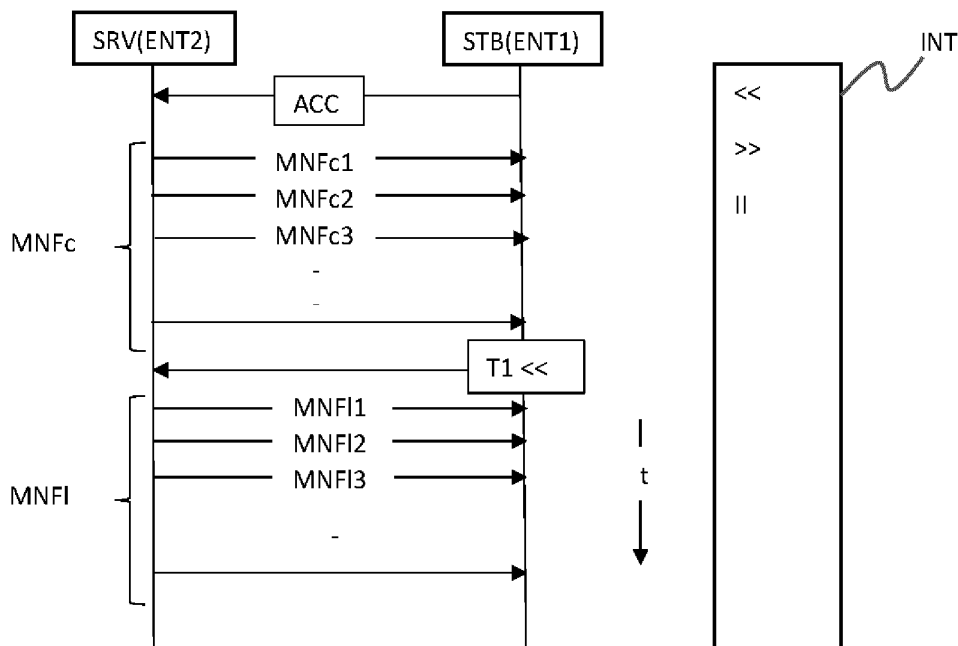 SRV(ENT2)
STB(ENT1)
INT
ACC
<<
>>
II
MNFc1
MNFc2
MNFc3
-
-
MNFc
T1 <<
MNFl1
MNFl2
MNFl3
-
MNFl
t